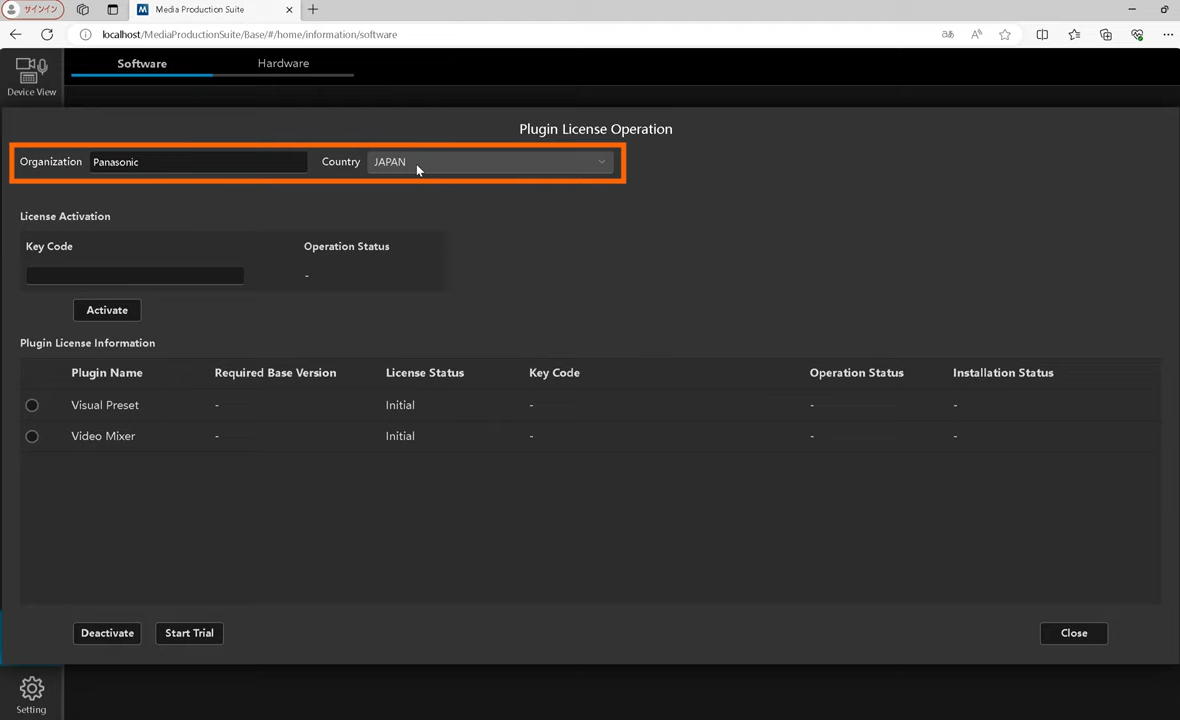 サインイン
Media Production Suite
localhost/MediaProductionSuite/Base/#/home/information/software
Device View
Software
Hardware
Plugin License Operation
Organization
Panasonic
Country
JAPAN
License Activation
Key Code
Operation Status
-
Activate
Plugin License Information
Plugin Name Required Base Version License Status Key Code Operation Status Installation Status
Visual Preset - Initial - - -
Video Mixer - Initial - - -
Deactivate
Start Trial
Close
Setting